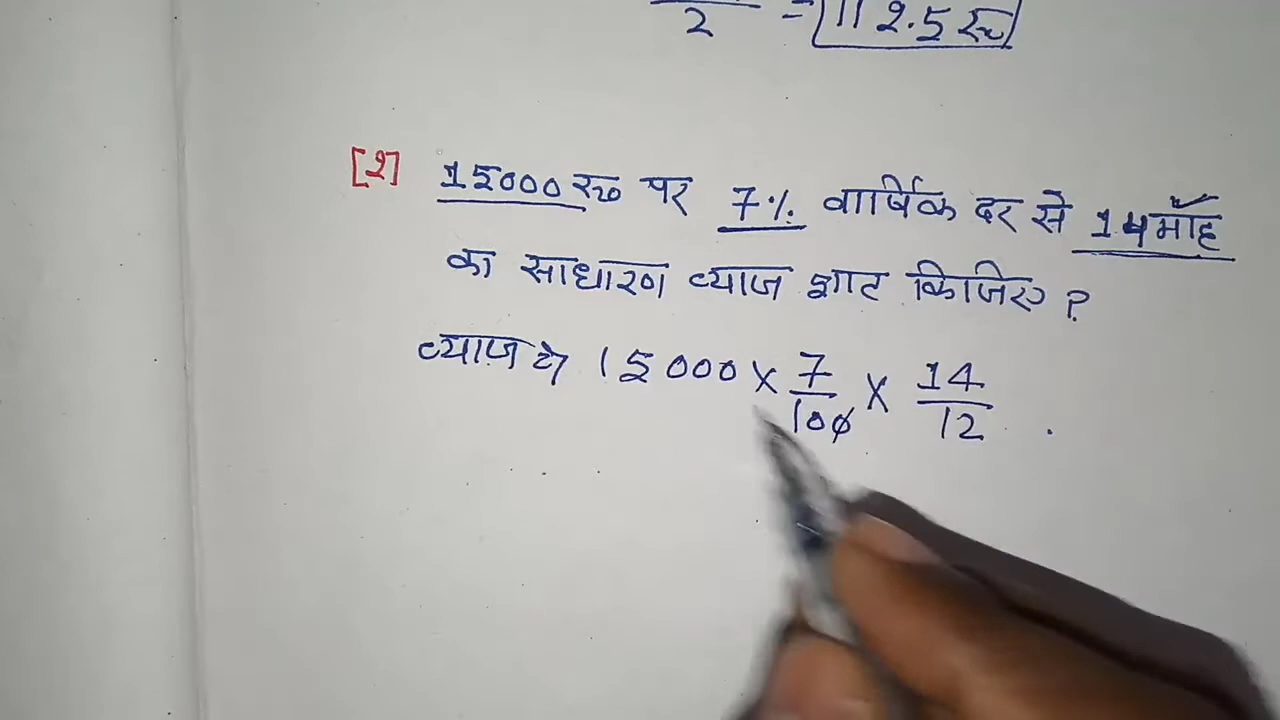 2 = 112.5 रू
[2] 15000 रू पर 7% वार्षिक दर से 14 माँह
का साधारण व्याज ज्ञाट किजिए ?
व्याज => 15000 x 7/100 x 14/12 .